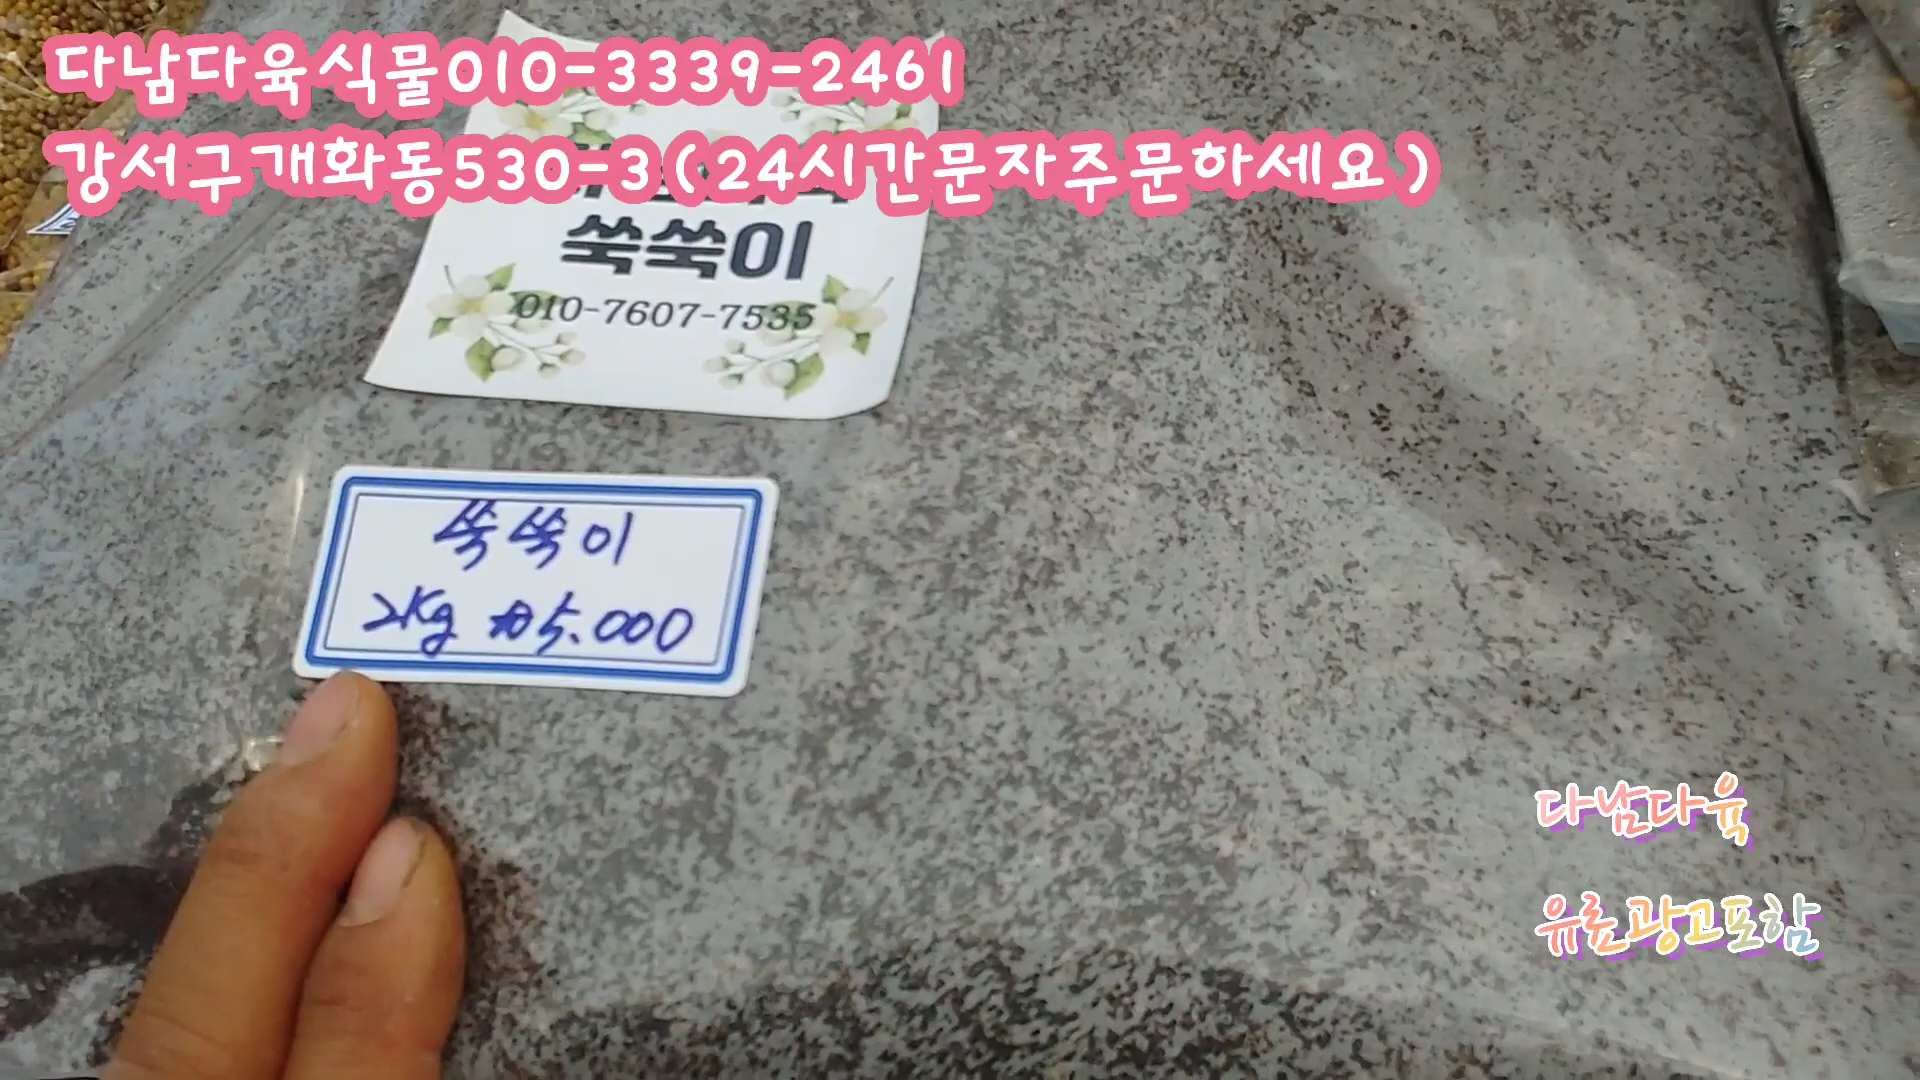 다남다육식물010-3339-2461
강서구개화동530-3(24시간문자주문하세요)
쑥쑥이
010-7607-7535
쑥쑥이
2Kg ₩5.000
다남다육
유료광고포함